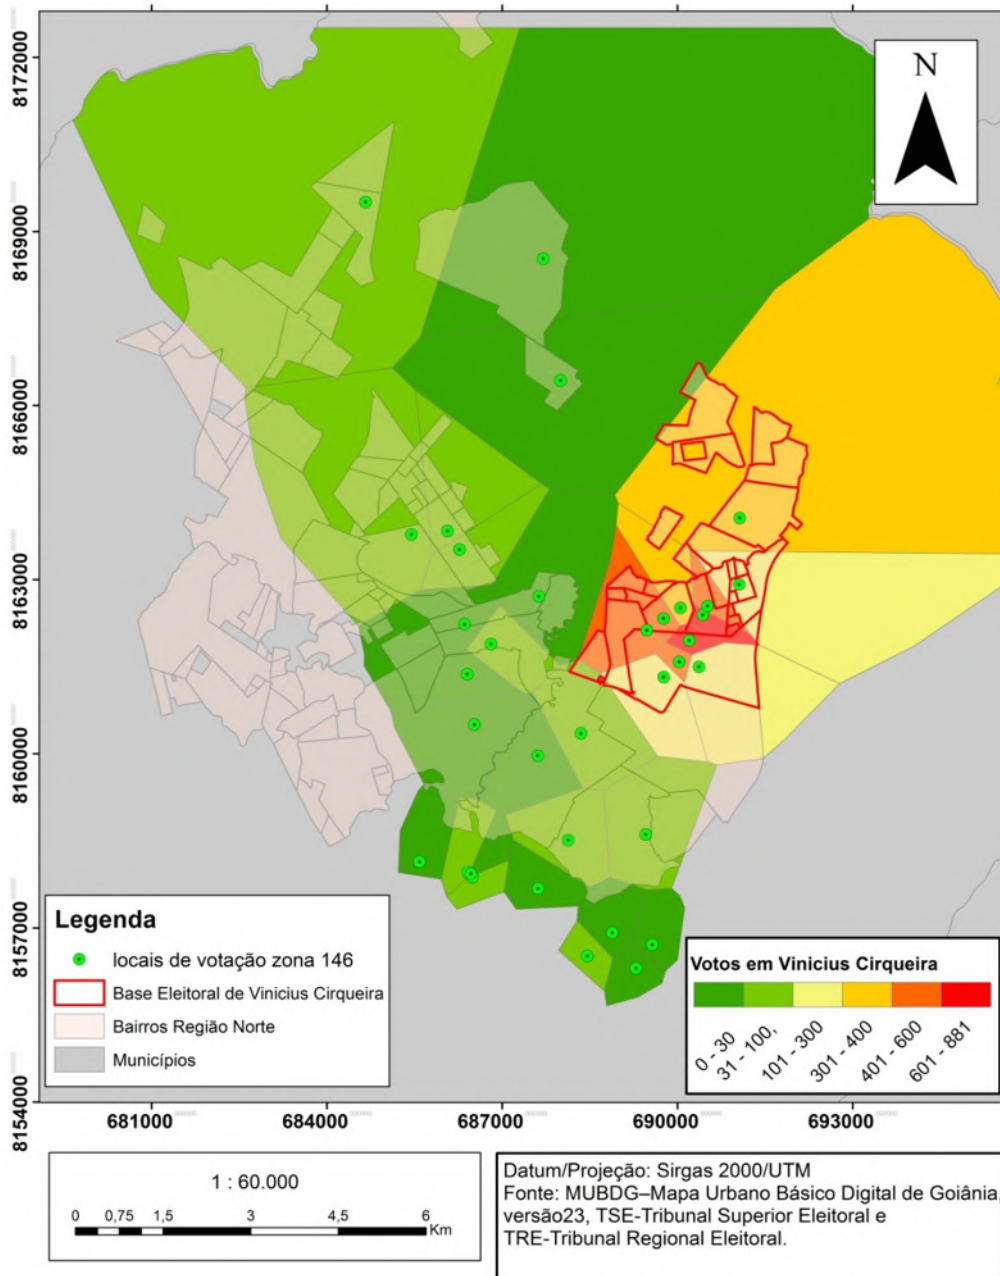 8172000
8169000
8166000
8163000
8160000
8157000
8154000
N
Legenda
locais de votação zona 146
Base Eleitoral de Vinicius Cirqueira
Bairros Região Norte
Municípios
Votos em Vinicius Cirqueira
0 - 30
31 - 100,
101 - 300
301 - 400
401 - 600
601 - 881
681000
684000
687000
690000
693000
1 : 60.000
0 0,75 1,5 3 4,5 6
Km
Datum/Projeção: Sirgas 2000/UTM
Fonte: MUBDG–Mapa Urbano Básico Digital de Goiânia,
versão23, TSE-Tribunal Superior Eleitoral e
TRE-Tribunal Regional Eleitoral.